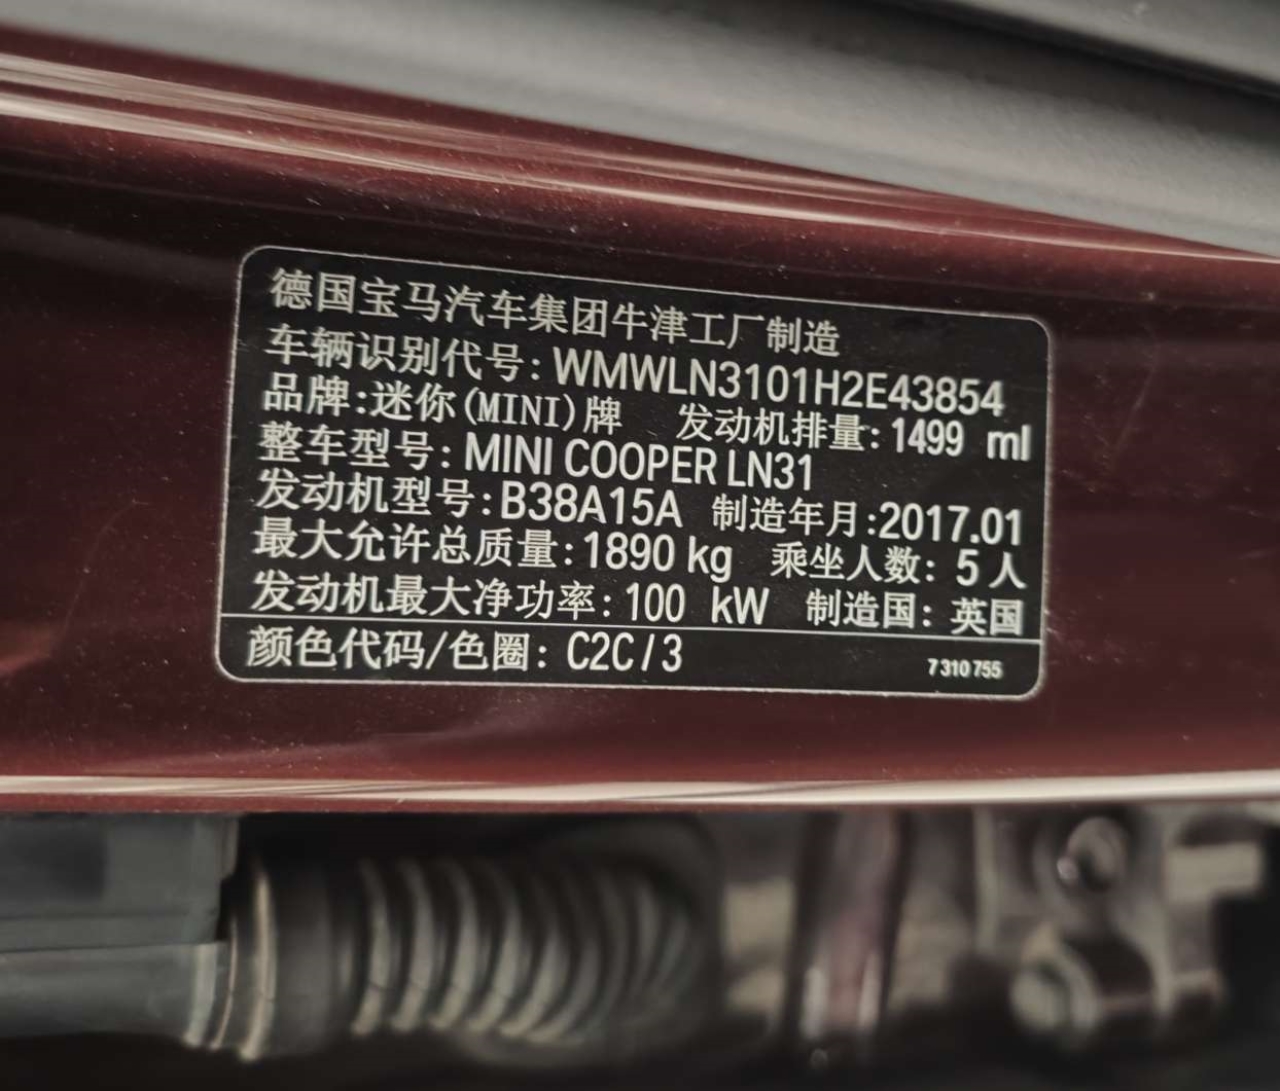 德国宝马汽车集团牛津工厂制造
车辆识别代号: WMWLN3101H2E43854
品牌:迷你(MINI)牌 发动机排量: 1499 ml
整车型号: MINI COOPER LN31
发动机型号: B38A15A 制造年月:2017.01
最大允许总质量: 1890 kg 乘坐人数: 5人
发动机最大净功率: 100 kW 制造国: 英国
颜色代码/色圈: C2C/3 7 310 755